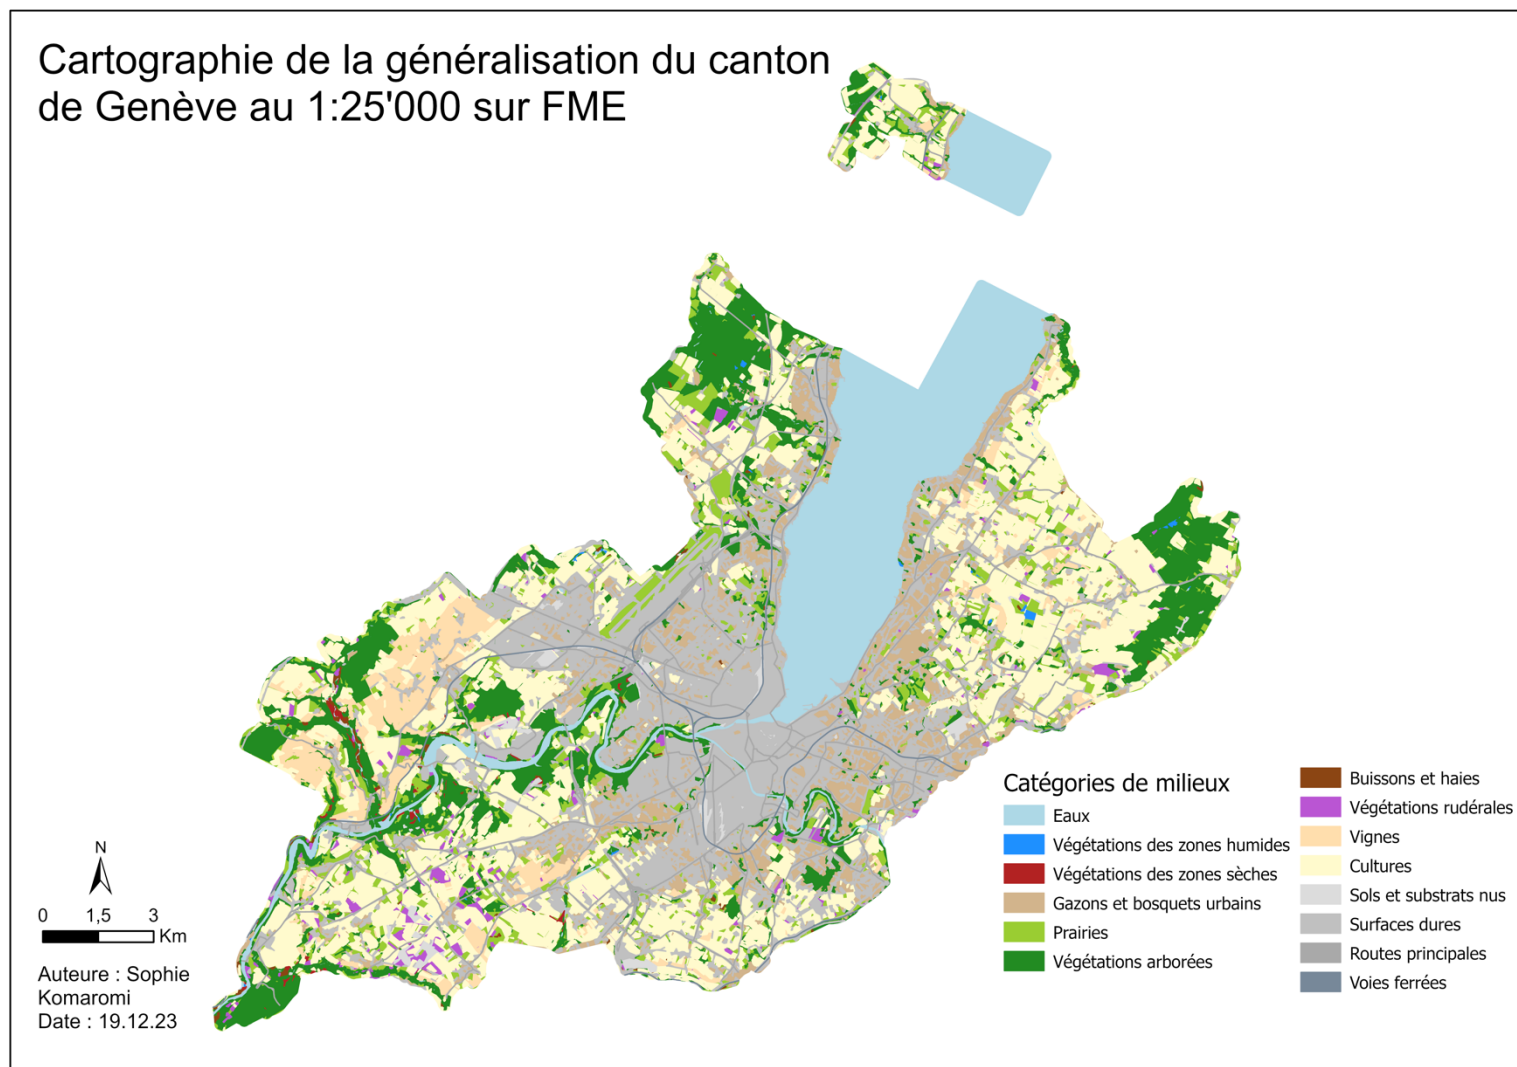 Cartographie de la généralisation du canton
de Genève au 1:25'000 sur FME
N
0 1,5 3
Km
Auteure : Sophie
Komaromi
Date : 19.12.23
Catégories de milieux
Eaux
Végétations des zones humides
Végétations des zones sèches
Gazons et bosquets urbains
Prairies
Végétations arborées
Buissons et haies
Végétations rudérales
Vignes
Cultures
Sols et substrats nus
Surfaces dures
Routes principales
Voies ferrées